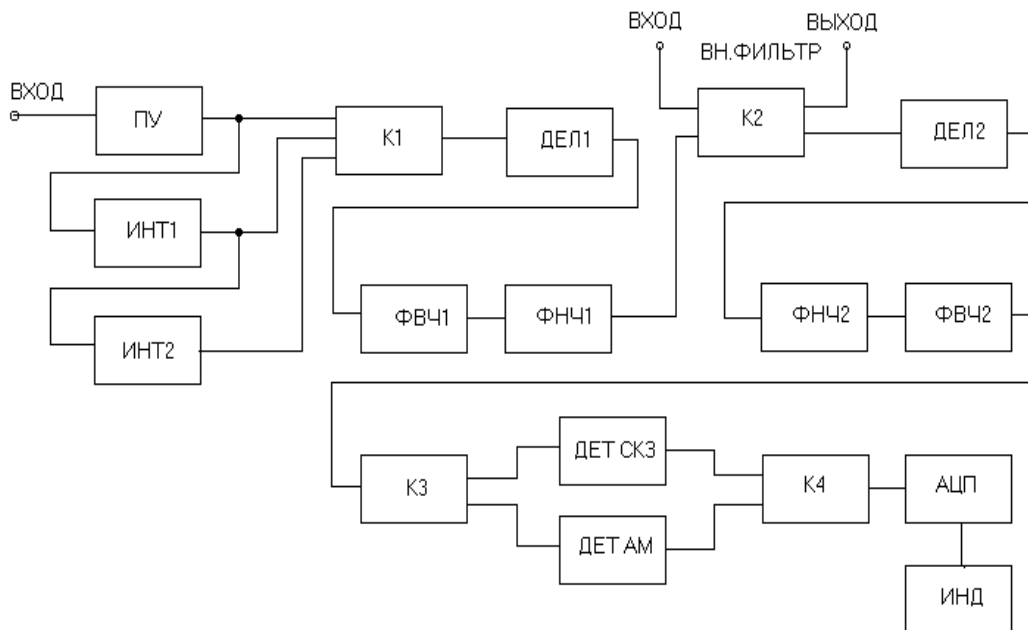 ВХОД
ВЫХОД
ВН.ФИЛЬТР
ВХОД
ПУ
К1
ДЕЛ1
К2
ДЕЛ2
ИНТ1
ИНТ2
ФВЧ1
ФНЧ1
ФНЧ2
ФВЧ2
К3
ДЕТ СКЗ
ДЕТ АМ
К4
АЦП
ИНД